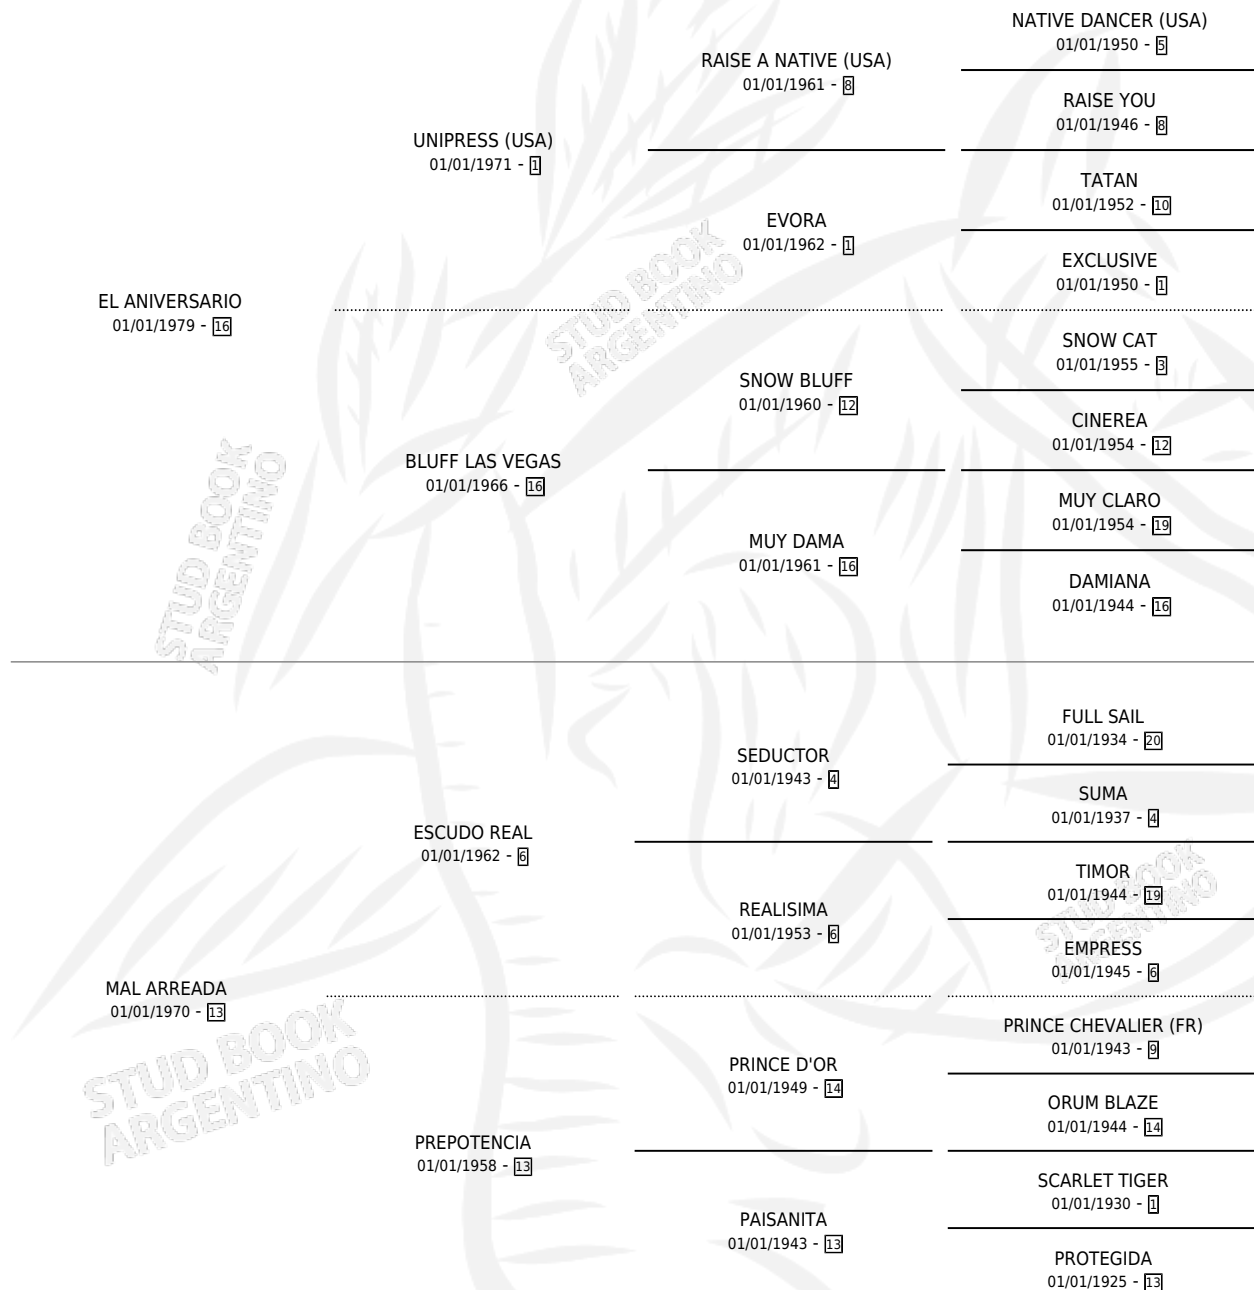 NATIVE DANCER (USA)
01/01/1950 - 5
RAISE A NATIVE (USA)
01/01/1961 - 8
RAISE YOU
01/01/1946 - 8
UNIPRESS (USA)
01/01/1971 - 1
TATAN
01/01/1952 - 10
EVORA
01/01/1962 - 1
EXCLUSIVE
01/01/1950 - 1
EL ANIVERSARIO
01/01/1979 - 16
SNOW CAT
01/01/1955 - 3
SNOW BLUFF
01/01/1960 - 12
CINEREA
01/01/1954 - 12
BLUFF LAS VEGAS
01/01/1966 - 16
MUY CLARO
01/01/1954 - 19
MUY DAMA
01/01/1961 - 16
DAMIANA
01/01/1944 - 16
STUD BOOK
ARGENTINO
STUD BOOK
ARGENTINO
FULL SAIL
01/01/1934 - 20
SEDUCTOR
01/01/1943 - 4
SUMA
01/01/1937 - 4
ESCUDO REAL
01/01/1962 - 6
TIMOR
01/01/1944 - 19
REALISIMA
01/01/1953 - 6
EMPRESS
01/01/1945 - 6
STUD BOOK
ARGENTINO
MAL ARREADA
01/01/1970 - 13
PRINCE CHEVALIER (FR)
01/01/1943 - 9
PRINCE D'OR
01/01/1949 - 14
ORUM BLAZE
01/01/1944 - 14
STUD BOOK
ARGENTINO
PREPOTENCIA
01/01/1958 - 13
SCARLET TIGER
01/01/1930 - 1
PAISANITA
01/01/1943 - 13
PROTEGIDA
01/01/1925 - 13